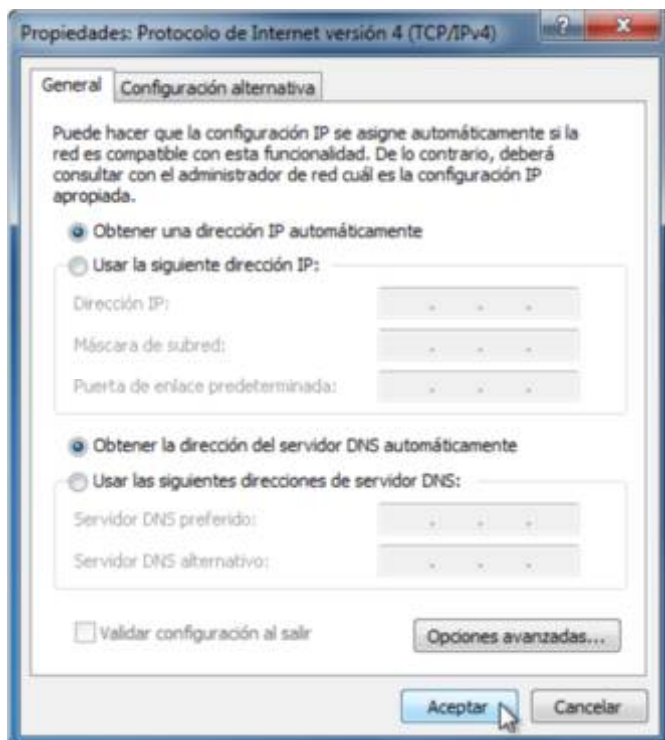 Propiedades: Protocolo de Internet versión 4 (TCP/IPv4)
General
Configuración alternativa
Puede hacer que la configuración IP se asigne automáticamente si la
red es compatible con esta funcionalidad. De lo contrario, deberá
consultar con el administrador de red cuál es la configuración IP
apropiada.
Obtener una dirección IP automáticamente
Usar la siguiente dirección IP:
Dirección IP:
Máscara de subred:
Puerta de enlace predeterminada:
Obtener la dirección del servidor DNS automáticamente
Usar las siguientes direcciones de servidor DNS:
Servidor DNS preferido:
Servidor DNS alternativo:
Validar configuración al salir
Opciones avanzadas...
Aceptar
Cancelar